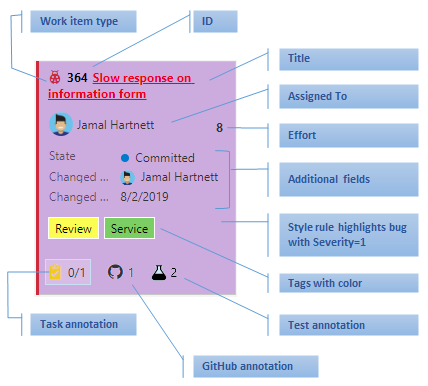 Work item type
ID
364 Slow response on
information form
Title
Jamal Hartnett
Assigned To
8
Effort
State
Committed
Changed ...
Jamal Hartnett
Changed ...
8/2/2019
Additional fields
Style rule highlights bug
with Severity=1
Review
Service
Tags with color
0/1
1
2
Task annotation
Test annotation
GitHub annotation